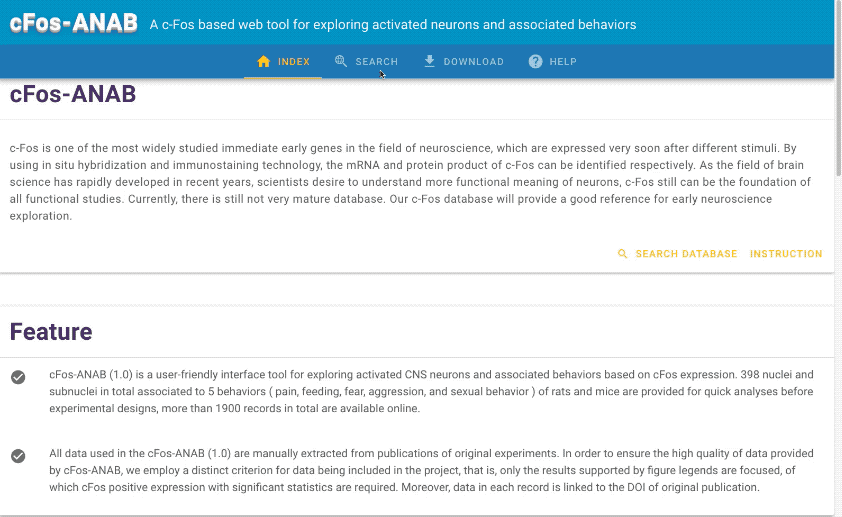 cFos-ANAB A c-Fos based web tool for exploring activated neurons and associated behaviors
INDEX SEARCH DOWNLOAD HELP
cFos-ANAB
c-Fos is one of the most widely studied immediate early genes in the field of neuroscience, which are expressed very soon after different stimuli. By
using in situ hybridization and immunostaining technology, the mRNA and protein product of c-Fos can be identified respectively. As the field of brain
science has rapidly developed in recent years, scientists desire to understand more functional meaning of neurons, c-Fos still can be the foundation of
all functional studies. Currently, there is still not very mature database. Our c-Fos database will provide a good reference for early neuroscience
exploration.
SEARCH DATABASE INSTRUCTION
Feature
cFos-ANAB (1.0) is a user-friendly interface tool for exploring activated CNS neurons and associated behaviors based on cFos expression. 398 nuclei and
subnuclei in total associated to 5 behaviors ( pain, feeding, fear, aggression, and sexual behavior ) of rats and mice are provided for quick analyses before
experimental designs, more than 1900 records in total are available online.
All data used in the cFos-ANAB (1.0) are manually extracted from publications of original experiments. In order to ensure the high quality of data provided
by cFos-ANAB, we employ a distinct criterion for data being included in the project, that is, only the results supported by figure legends are focused, of
which cFos positive expression with significant statistics are required. Moreover, data in each record is linked to the DOI of original publication.